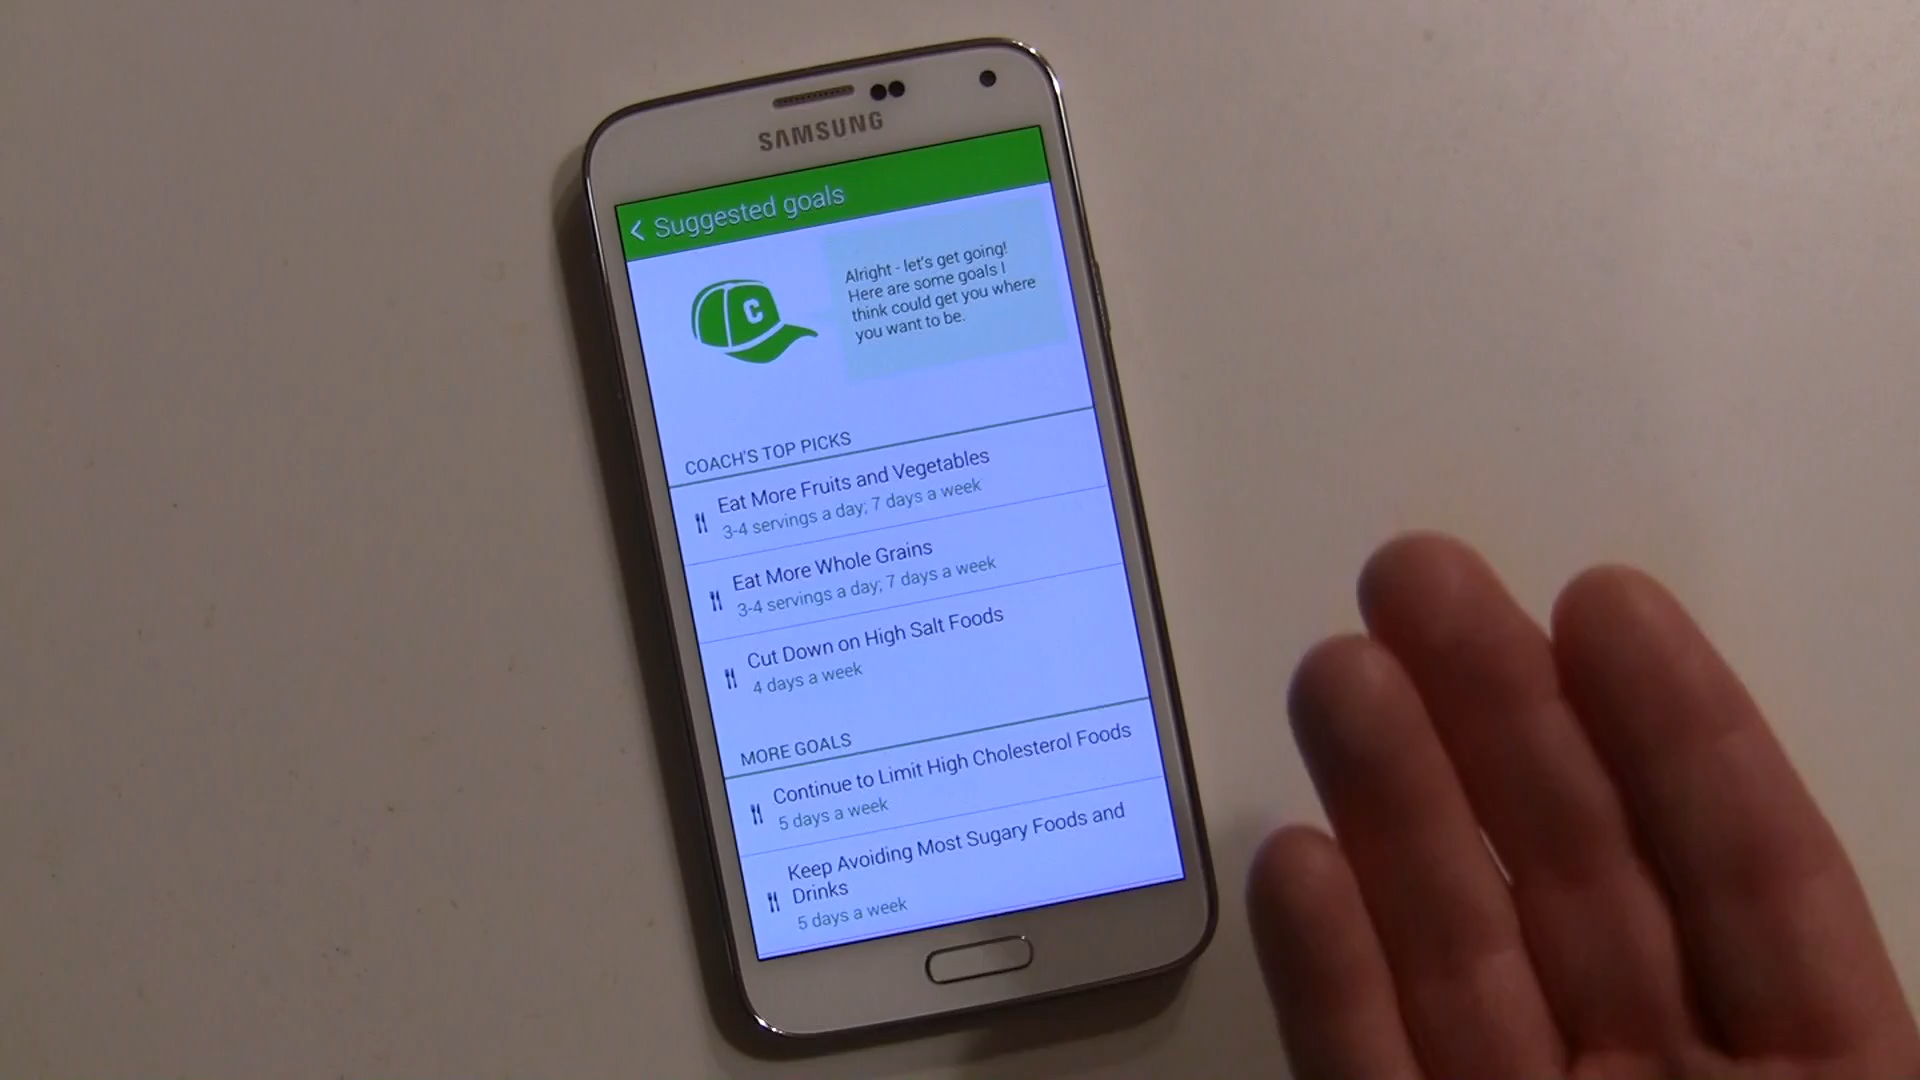 SAMSUNG
< Suggested goals
C
Alright - let's get going!
Here are some goals I
think could get you where
you want to be.
COACH'S TOP PICKS
Eat More Fruits and Vegetables
3-4 servings a day; 7 days a week
Eat More Whole Grains
3-4 servings a day; 7 days a week
Cut Down on High Salt Foods
4 days a week
MORE GOALS
Continue to Limit High Cholesterol Foods
5 days a week
Keep Avoiding Most Sugary Foods and
Drinks
5 days a week